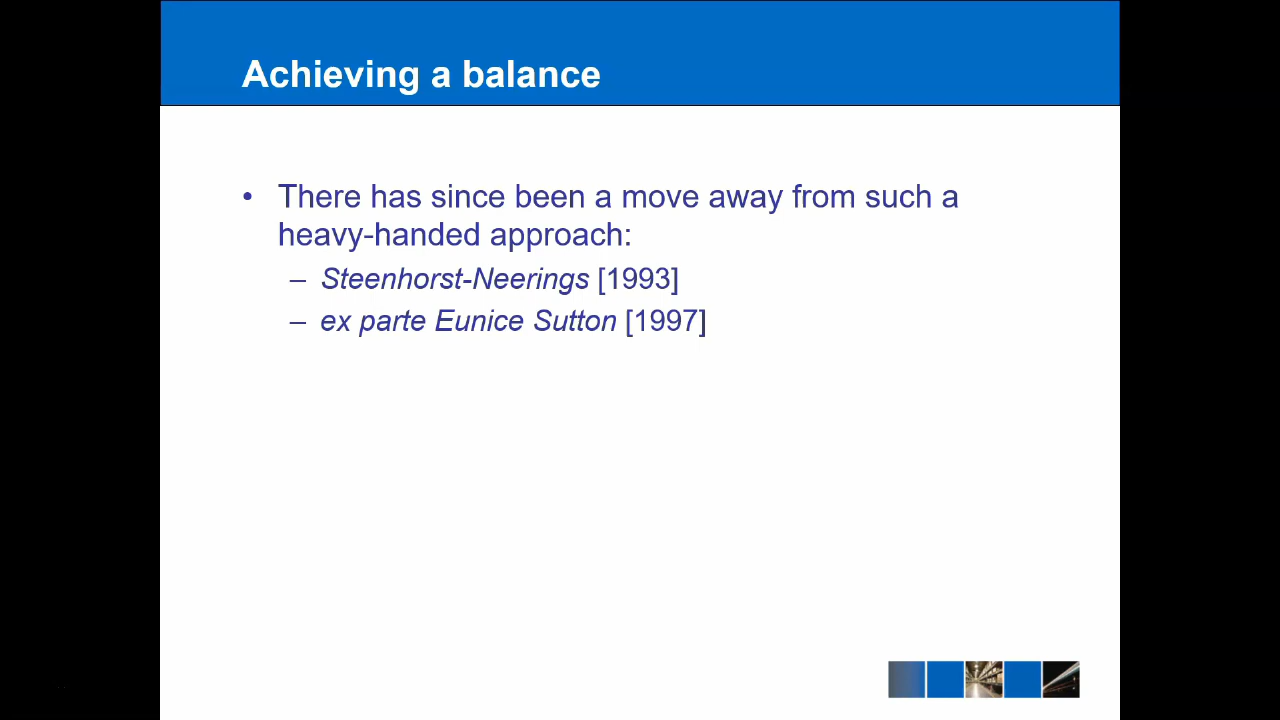 Achieving a balance
• There has since been a move away from such a
heavy-handed approach:
– Steenhorst-Neerings [1993]
– ex parte Eunice Sutton [1997]